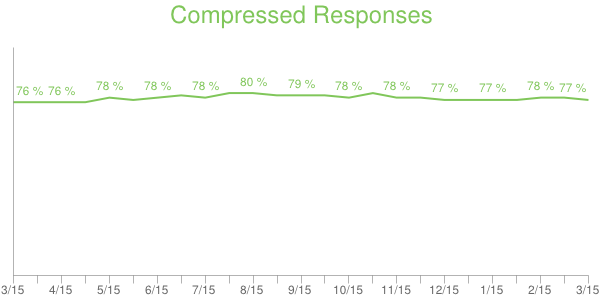 Compressed Responses
76 % 76 % 78 % 78 % 78 % 80 % 79 % 78 % 78 % 77 % 77 % 78 % 77 %
3/15 4/15 5/15 6/15 7/15 8/15 9/15 10/15 11/15 12/15 1/15 2/15 3/15